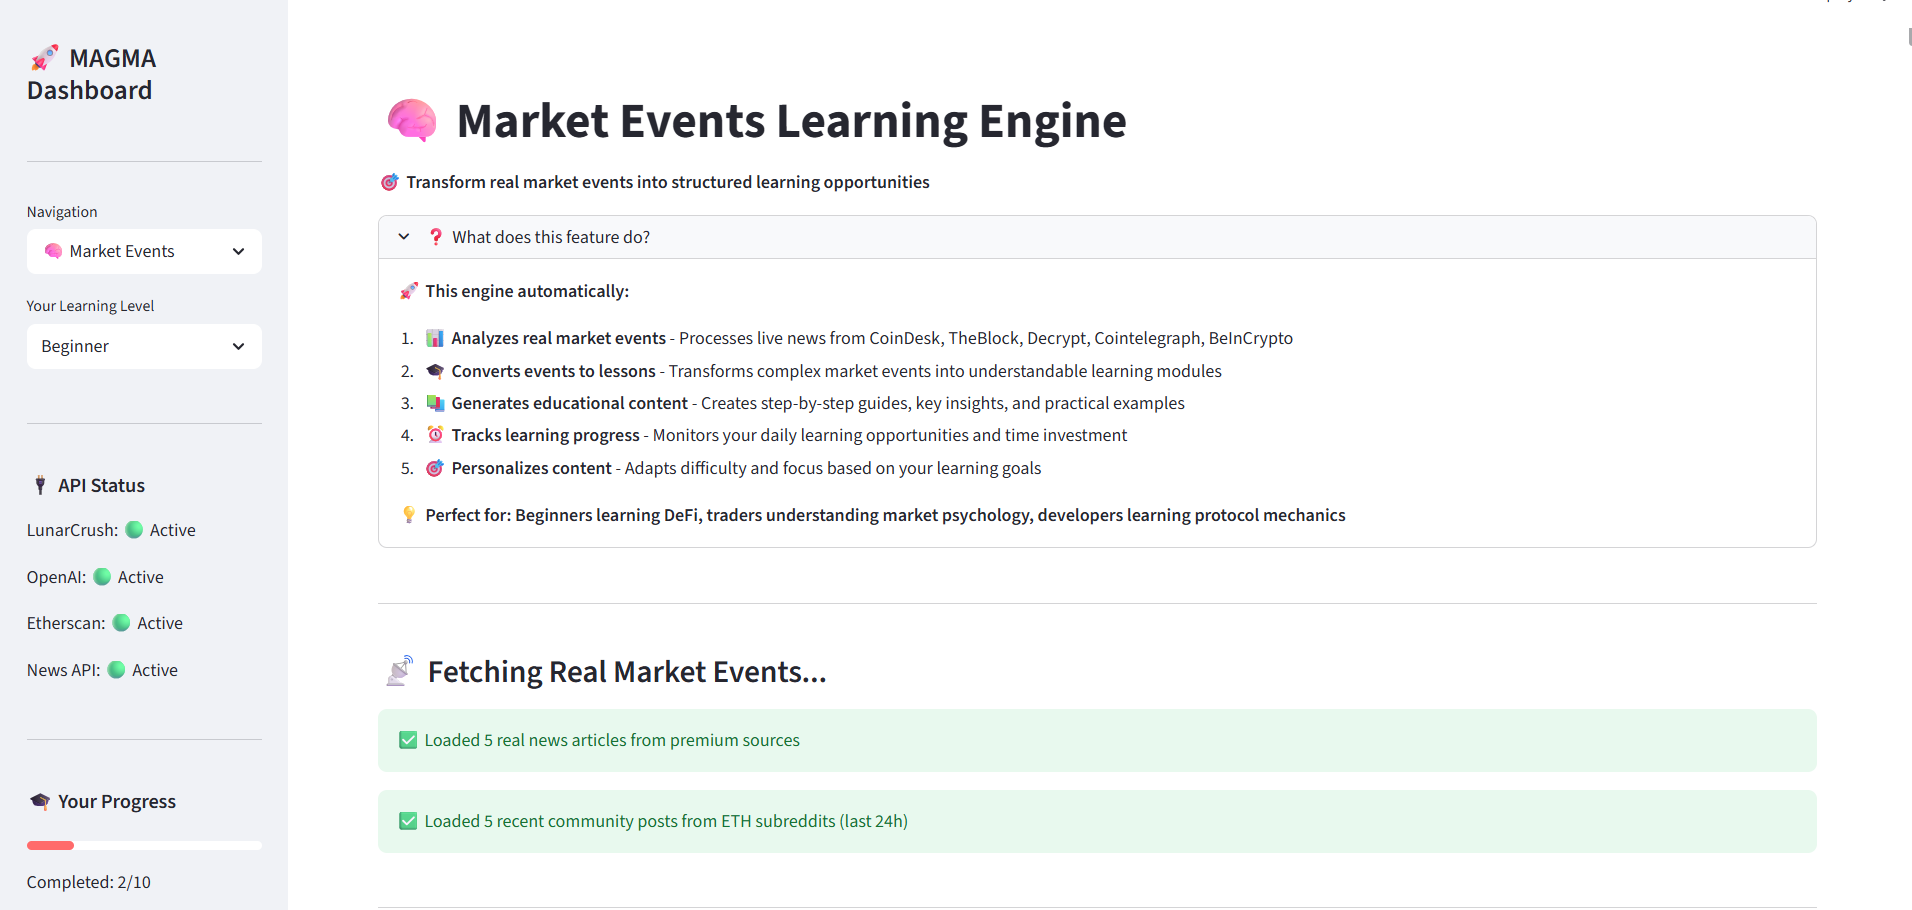 🚀 MAGMA
Dashboard
Navigation
🧠 Market Events
Your Learning Level
Beginner
🔌 API Status
LunarCrush: 🟢 Active
OpenAI: 🟢 Active
Etherscan: 🟢 Active
News API: 🟢 Active
🎓 Your Progress
Completed: 2/10
🧠 Market Events Learning Engine
🎯 Transform real market events into structured learning opportunities
❓ What does this feature do?
🚀 This engine automatically:
1. 📊 Analyzes real market events - Processes live news from CoinDesk, TheBlock, Decrypt, Cointelegraph, BeInCrypto
2. 🎓 Converts events to lessons - Transforms complex market events into understandable learning modules
3. 📚 Generates educational content - Creates step-by-step guides, key insights, and practical examples
4. ⏰ Tracks learning progress - Monitors your daily learning opportunities and time investment
5. 🎯 Personalizes content - Adapts difficulty and focus based on your learning goals
💡 Perfect for: Beginners learning DeFi, traders understanding market psychology, developers learning protocol mechanics
📡 Fetching Real Market Events...
✅ Loaded 5 real news articles from premium sources
✅ Loaded 5 recent community posts from ETH subreddits (last 24h)